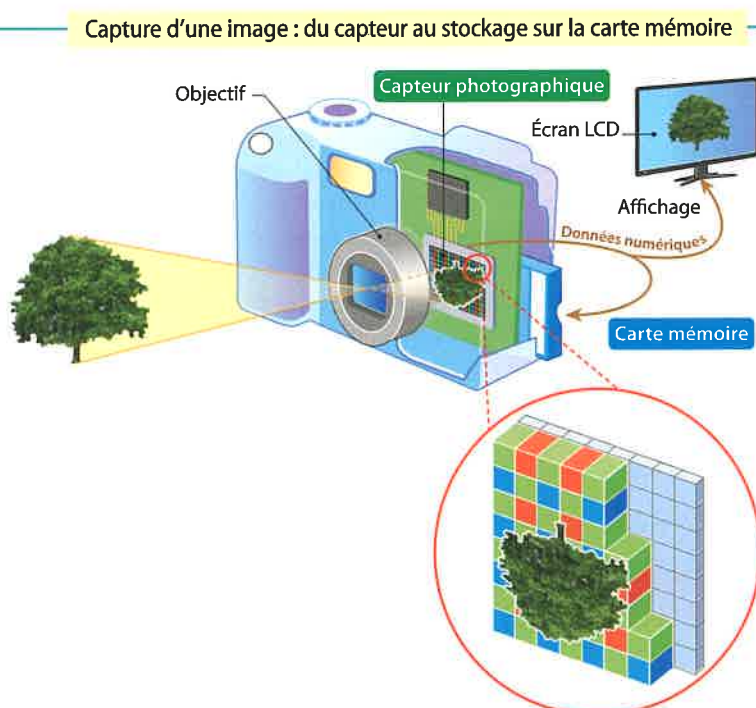 Capture d'une image : du capteur au stockage sur la carte mémoire
Objectif
Capteur photographique
Écran LCD
Affichage
Données numériques
Carte mémoire